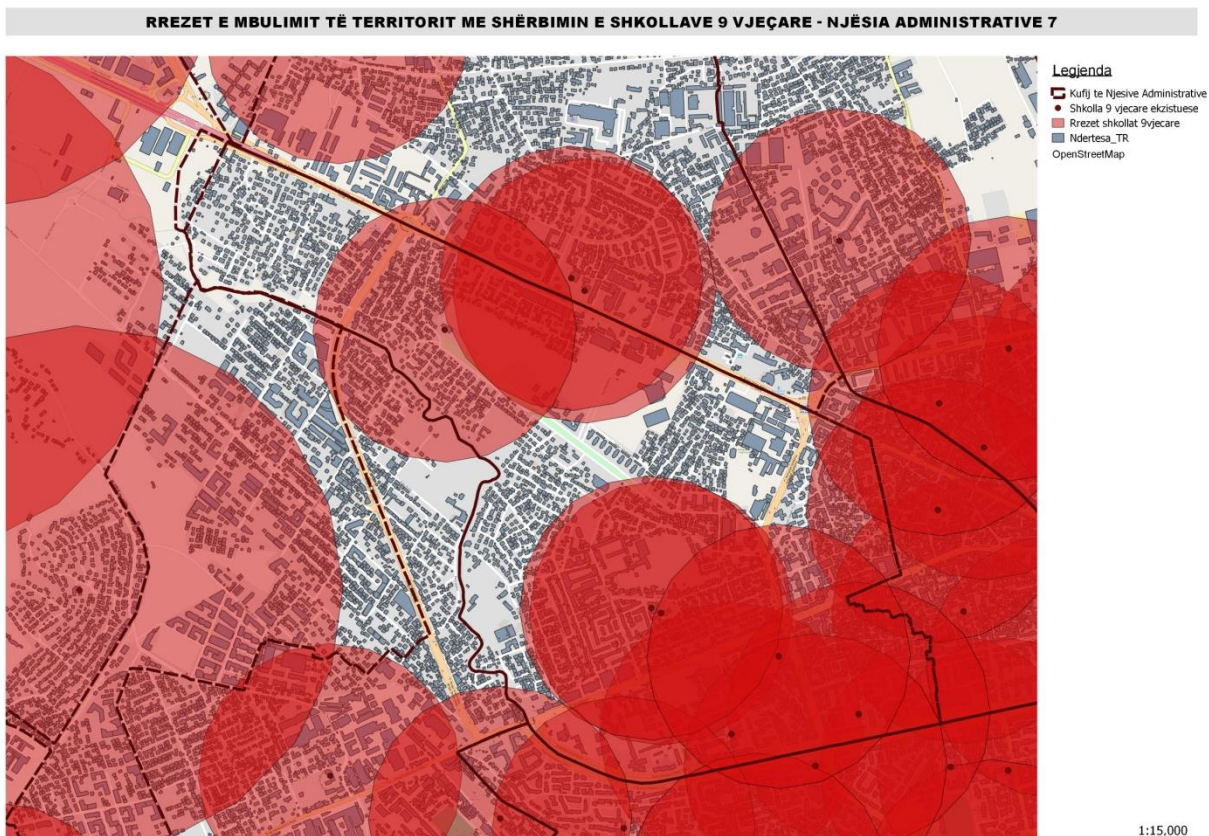 RREZET E MBULIMIT TË TERRITORIT ME SHËRBIMIN E SHKOLLAVE 9 VJEÇARE - NJËSIA ADMINISTRATIVE 7
Legjenda
Kufij te Njesive Administrative
Shkolla 9 vjecare ekzistuese
Rrezet shkollat 9vjecare
Ndertesa_TR
OpenStreetMap
1:15,000